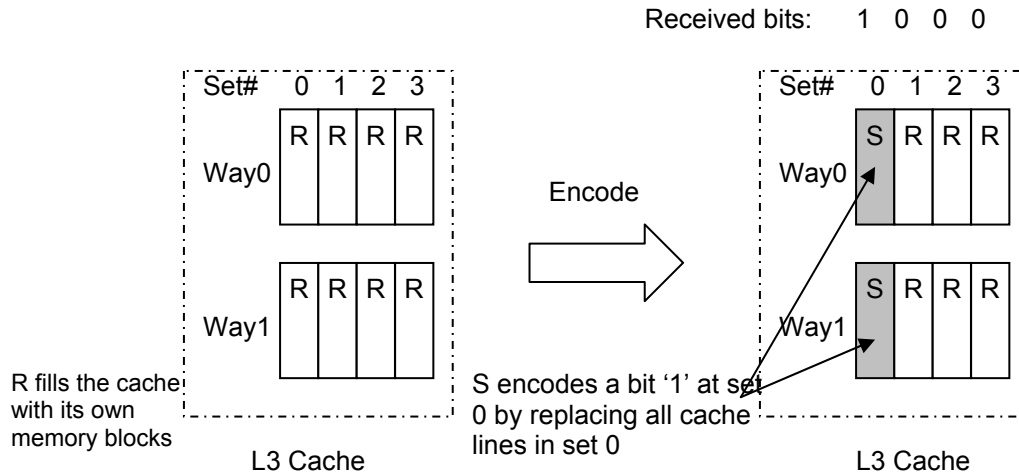 Received bits: 1 0 0 0
Set# 0 1 2 3
R R R R
Way0
R R R R
Way1
R fills the cache
with its own
memory blocks
L3 Cache
Encode
Set# 0 1 2 3
S R R R
Way0
S R R R
Way1
S encodes a bit ‘1’ at set
0 by replacing all cache
lines in set 0
L3 Cache